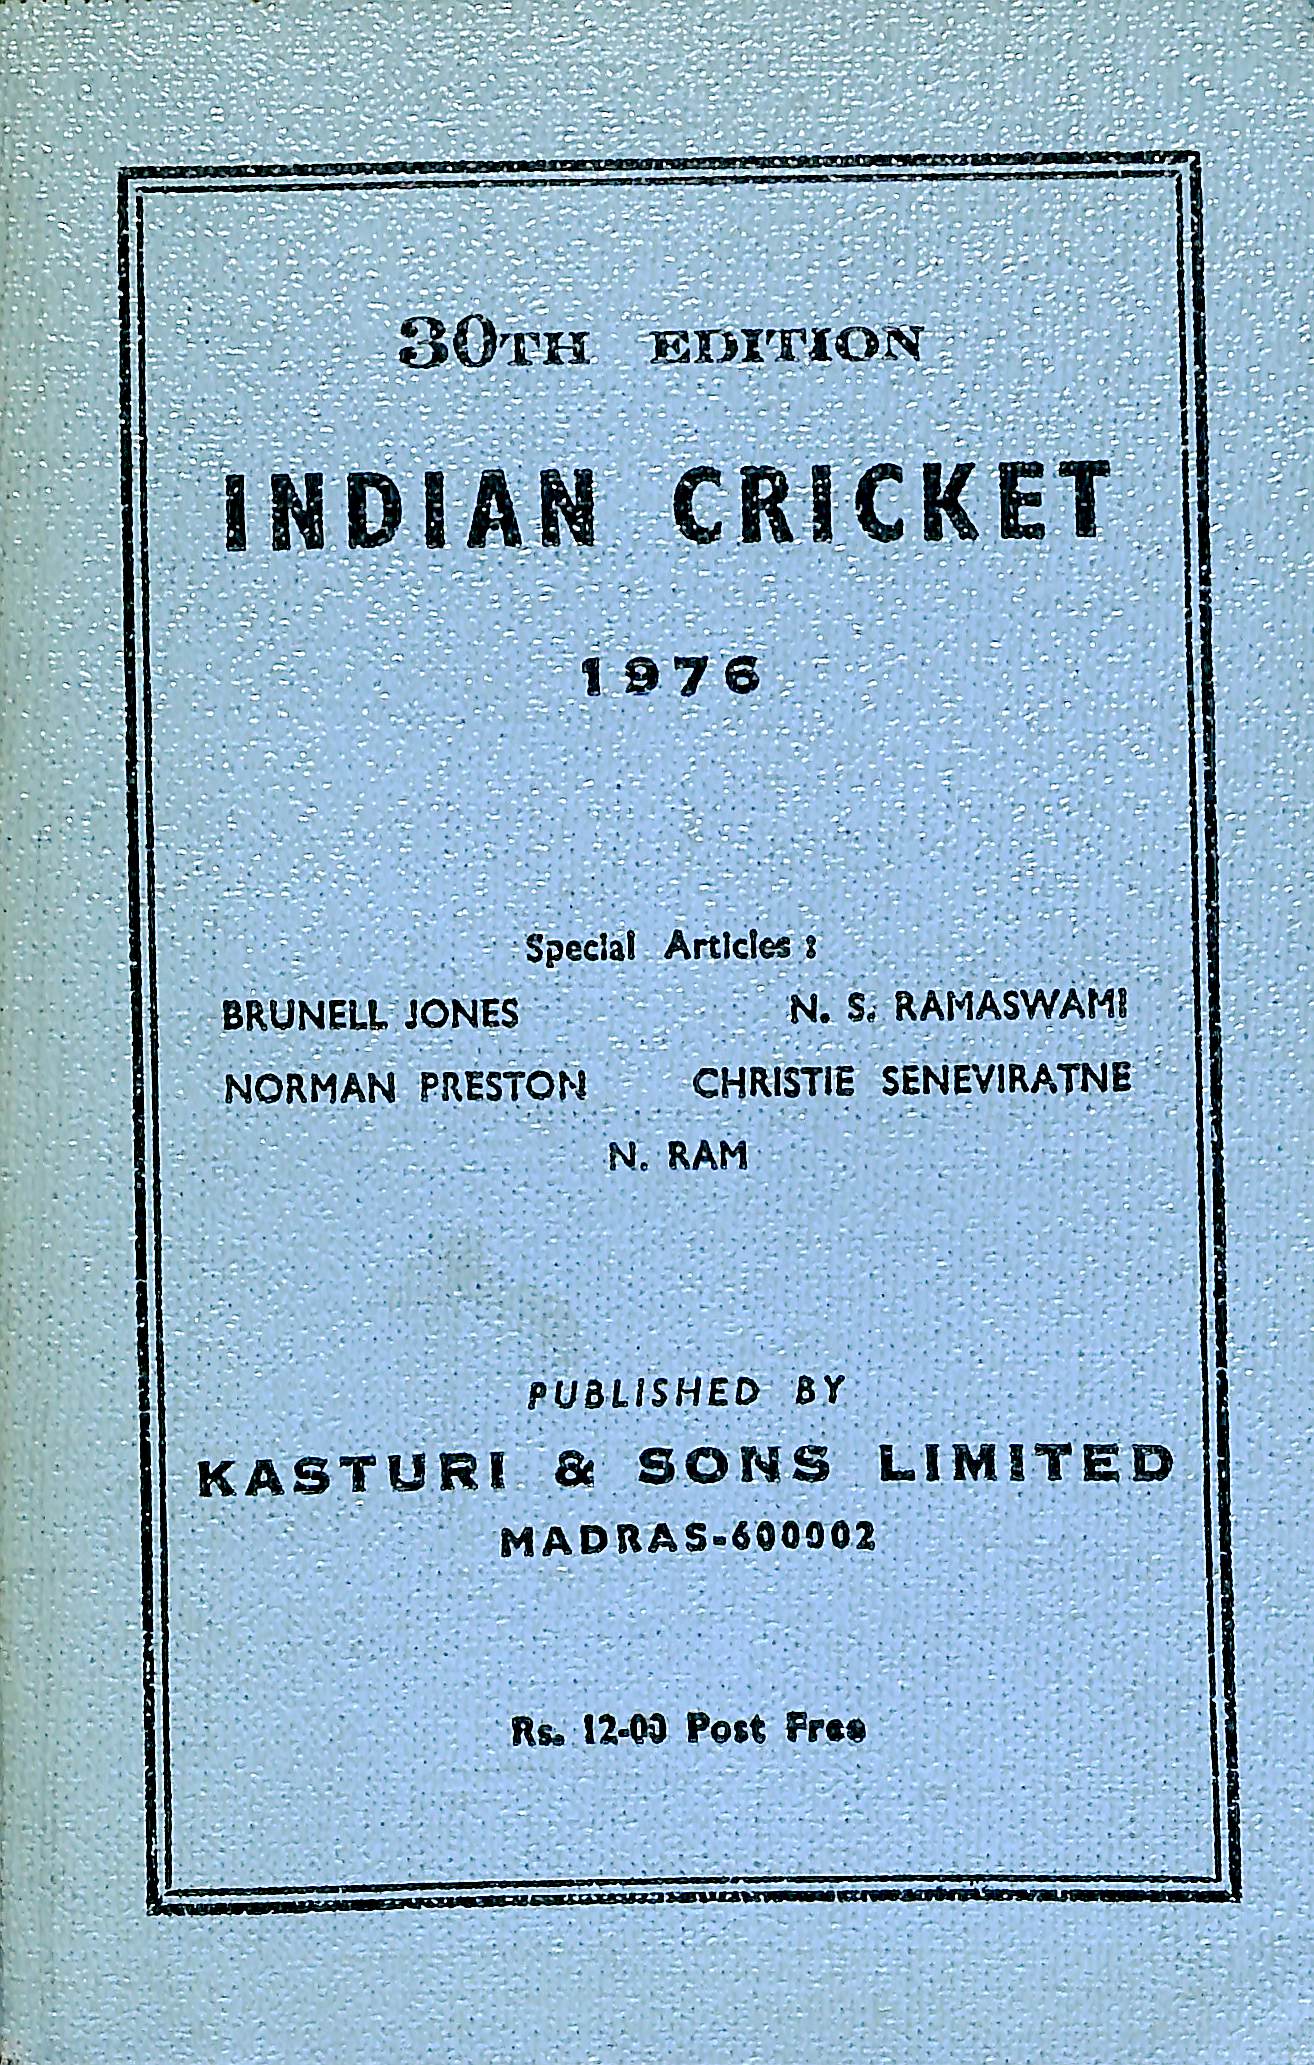 30TH EDITION
INDIAN CRICKET
1976
Special Articles :
BRUNELL JONES N. S. RAMASWAMI
NORMAN PRESTON CHRISTIE SENEVIRATNE
N. RAM
PUBLISHED BY
KASTURI & SONS LIMITED
MADRAS-600002
Rs. 12-00 Post Free